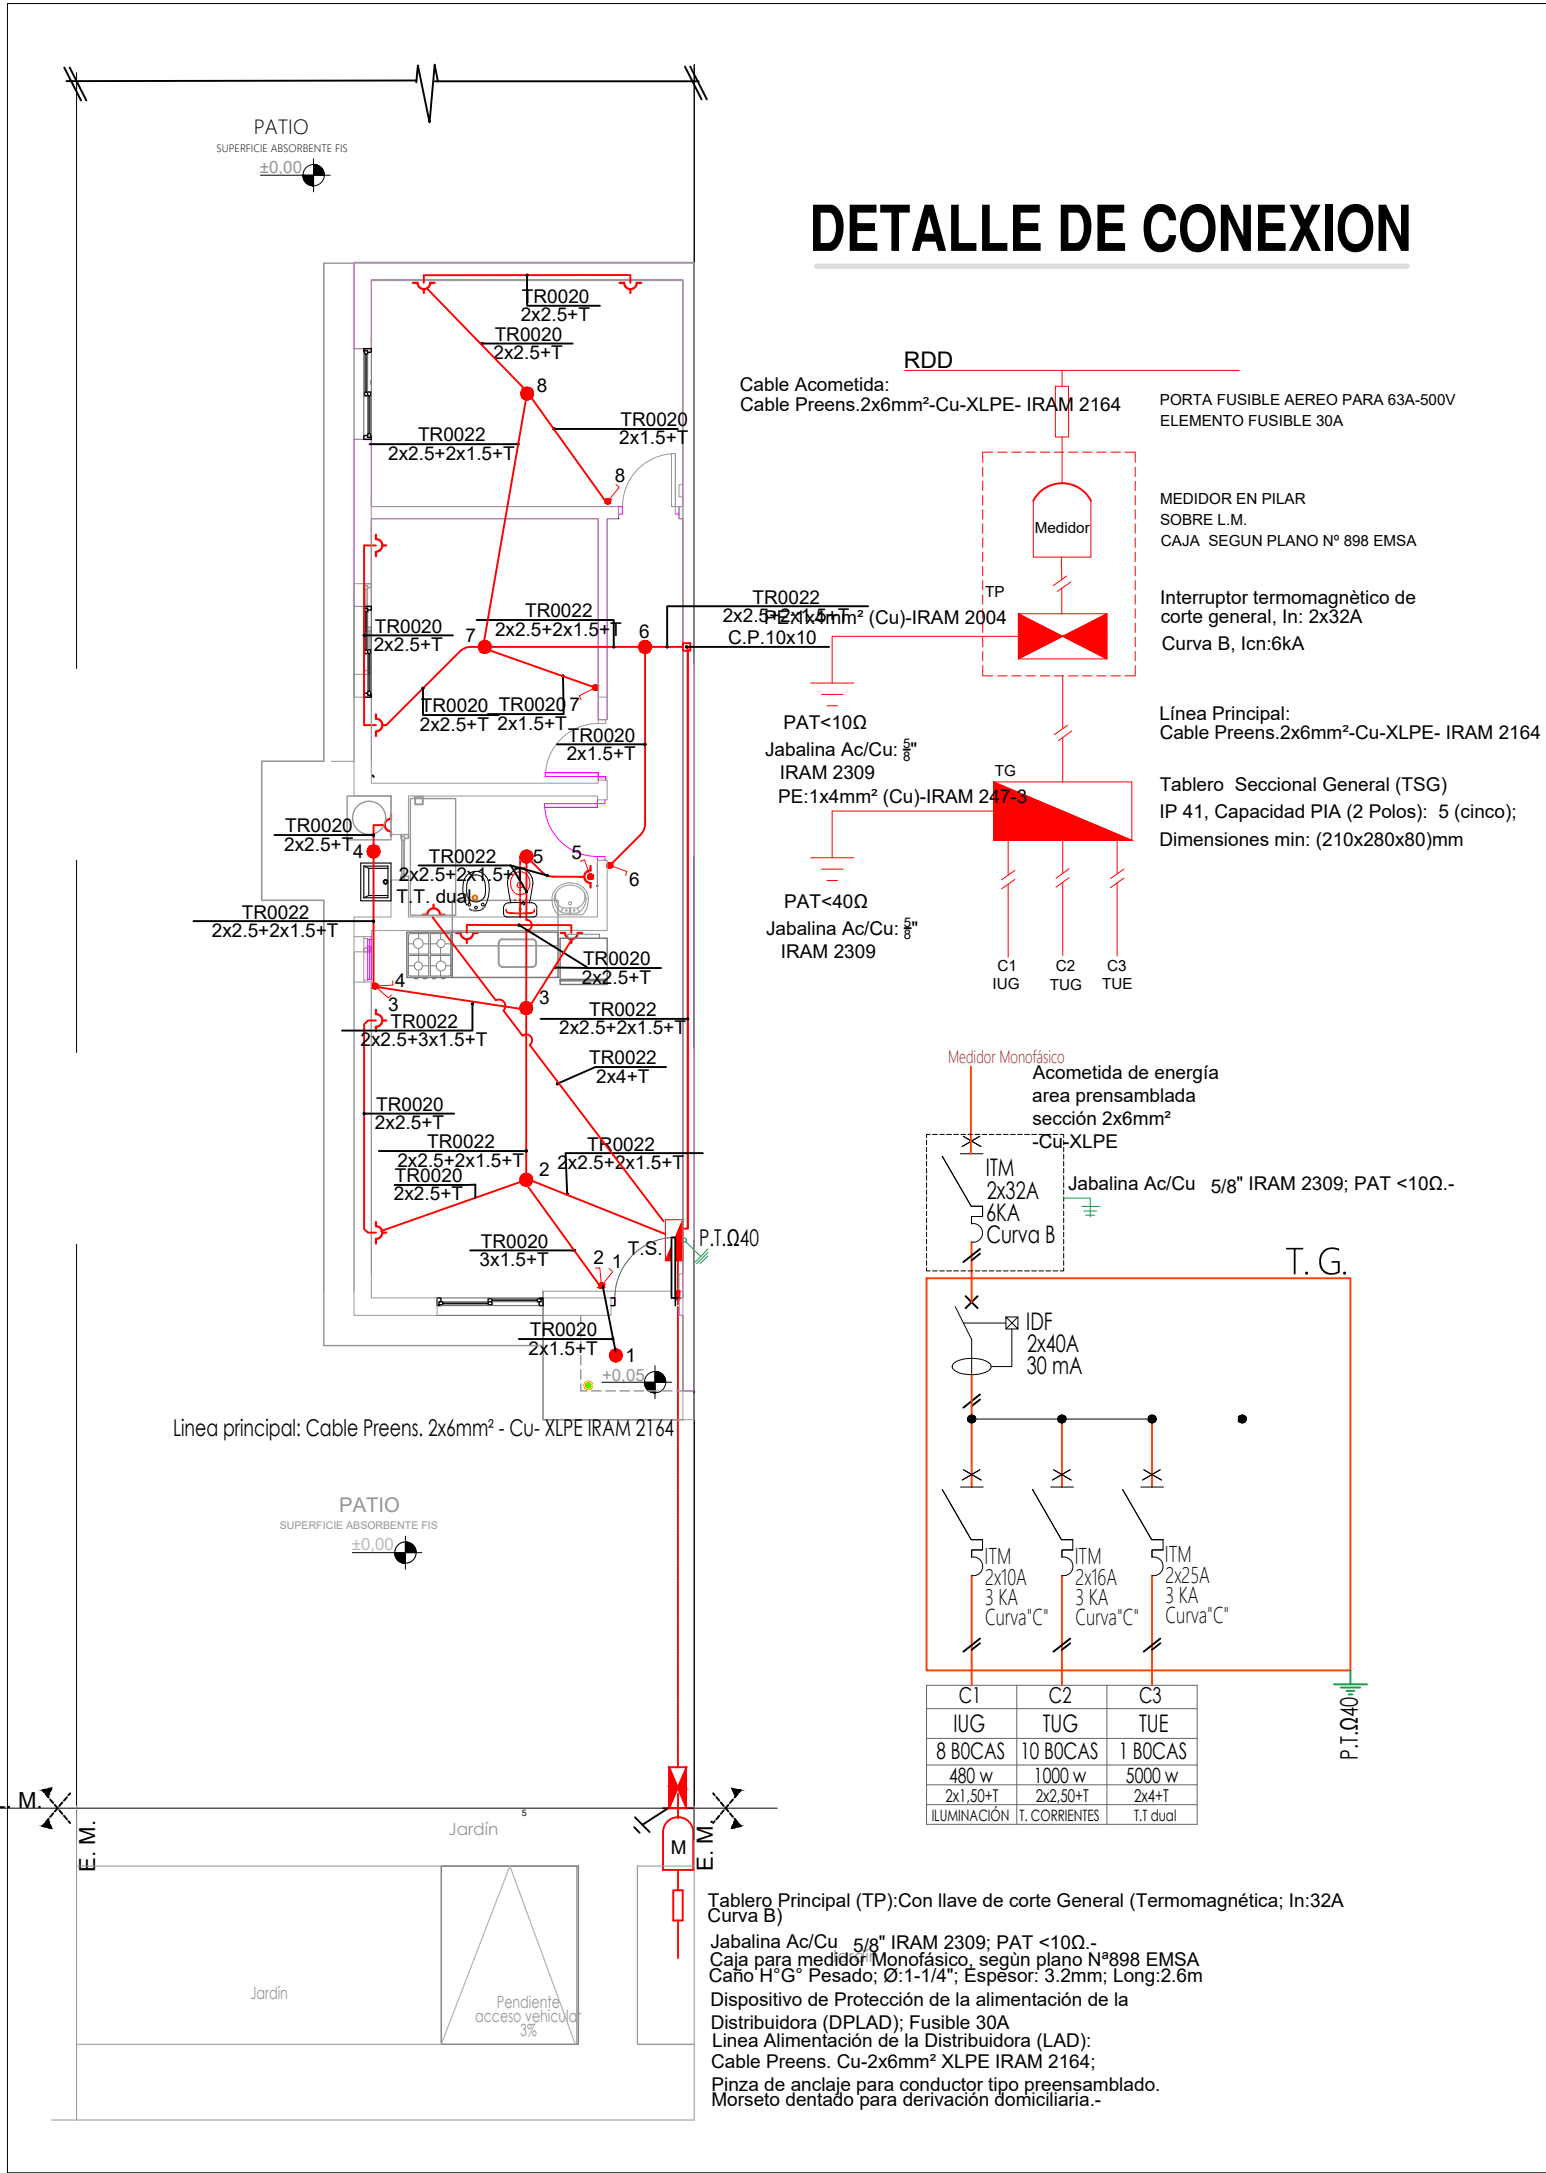 PATIO
SUPERFICIE ABSORBENTE FIS
±0,00
DETALLE DE CONEXION
TR0020
2x2.5+T
TR0020
2x2.5+T
8
TR0020
2x1.5+T
TR0022
2x2.5+2x1.5+T
8
TR0022
2x2.5+2x1.5+T
C.P.10x10
TR0022
2x2.5+2x1.5+T
6
7
TR0020
2x2.5+T
TR0020
2x2.5+T
TR0020
2x1.5+T
7
TR0020
2x1.5+T
TR0020
2x2.5+T
4
TR0022
2x2.5+2x1.5+
T.T. dual
5
5
6
TR0022
2x2.5+2x1.5+T
TR0020
2x2.5+T
4
3
3
TR0022
2x2.5+3x1.5+T
TR0022
2x2.5+2x1.5+T
TR0022
2x4+T
TR0020
2x2.5+T
TR0022
2x2.5+2x1.5+T
TR0022
2x2.5+2x1.5+T
TR0020
2x2.5+T
2
TR0020
3x1.5+T
2
1
T.S.
P.T.Ω40
TR0020
2x1.5+T
1
+0,05
Linea principal: Cable Preens. 2x6mm² - Cu- XLPE IRAM 2164
PATIO
SUPERFICIE ABSORBENTE FIS
±0,00
RDD
Cable Acometida:
Cable Preens.2x6mm²-Cu-XLPE- IRAM 2164
PORTA FUSIBLE AEREO PARA 63A-500V
ELEMENTO FUSIBLE 30A
Medidor
MEDIDOR EN PILAR
SOBRE L.M.
CAJA SEGUN PLANO Nº 898 EMSA
TP
Interruptor termomagnètico de
corte general, In: 2x32A
Curva B, Icn:6kA
PE:1x4mm² (Cu)-IRAM 2004
PAT<10Ω
Jabalina Ac/Cu: 5/8"
IRAM 2309
Línea Principal:
Cable Preens.2x6mm²-Cu-XLPE- IRAM 2164
TG
PE:1x4mm² (Cu)-IRAM 247-3
Tablero Seccional General (TSG)
IP 41, Capacidad PIA (2 Polos): 5 (cinco);
Dimensiones min: (210x280x80)mm
PAT<40Ω
Jabalina Ac/Cu: 5/8"
IRAM 2309
C1 C2 C3
IUG TUG TUE
Medidor Monofásico
Acometida de energía
area prensamblada
sección 2x6mm²
-Cu-XLPE
ITM
2x32A
6KA
Curva B
Jabalina Ac/Cu 5/8" IRAM 2309; PAT <10Ω.-
T. G.
IDF
2x40A
30 mA
ITM
2x10A
3 KA
Curva"C"
ITM
2x16A
3 KA
Curva"C"
ITM
2x25A
3 KA
Curva"C"
C1 C2 C3
IUG TUG TUE
8 BOCAS 10 BOCAS 1 BOCAS
480 w 1000 w 5000 w
2x1,50+T 2x2,50+T 2x4+T
ILUMINACIÓN T. CORRIENTES T.T dual
P.T.Ω40
M.
E. M.
5
Jardín
M
E. M.
Jardín
Pendiente
acceso vehicular
3%
Tablero Principal (TP):Con llave de corte General (Termomagnética; In:32A
Curva B)
Jabalina Ac/Cu 5/8" IRAM 2309; PAT <10Ω.-
Caja para medidor Monofásico, segùn plano Nª898 EMSA
Caño H°G° Pesado; Ø:1-1/4"; Espesor: 3.2mm; Long:2.6m
Dispositivo de Protección de la alimentación de la
Distribuidora (DPLAD); Fusible 30A
Linea Alimentación de la Distribuidora (LAD):
Cable Preens. Cu-2x6mm² XLPE IRAM 2164;
Pinza de anclaje para conductor tipo preensamblado.
Morseto dentado para derivación domiciliaria.-